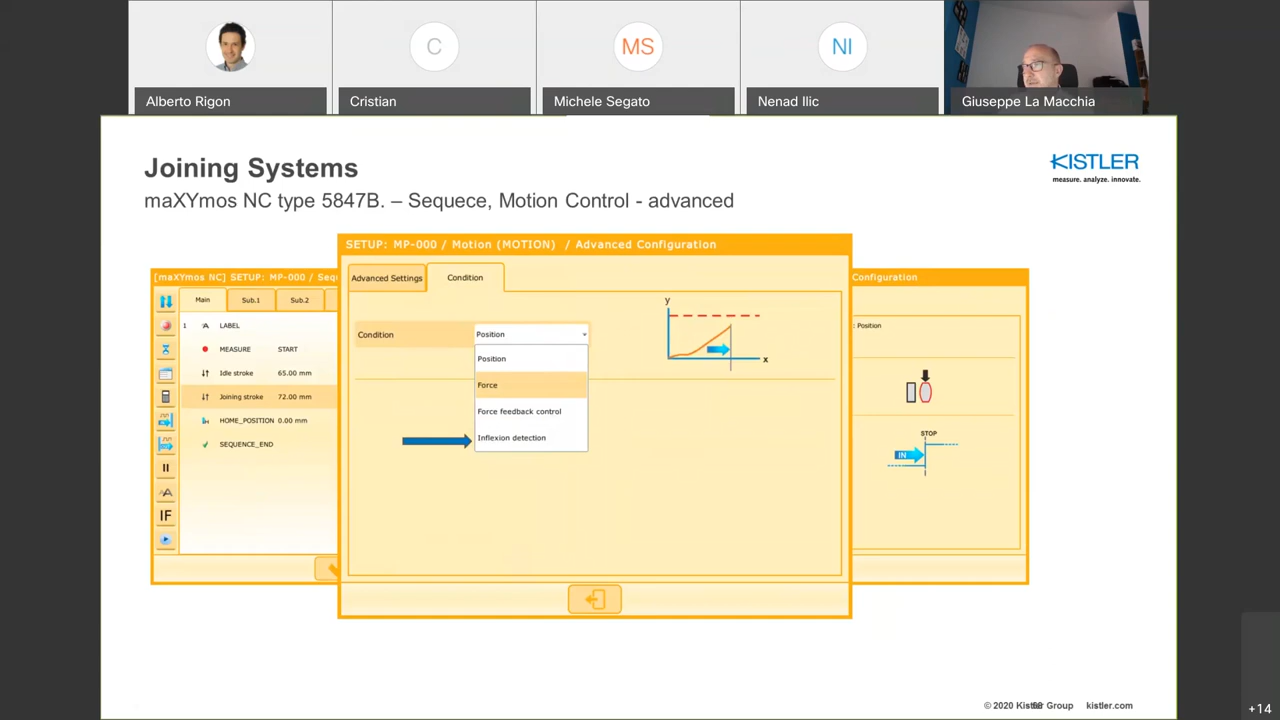 C
MS
NI
Alberto Rigon
Cristian
Michele Segato
Nenad Ilic
Giuseppe La Macchia
Joining Systems
KISTLER
measure. analyze. innovate.
maXYmos NC type 5847B. – Sequece, Motion Control - advanced
SETUP: MP-000 / Motion (MOTION) / Advanced Configuration
[maXYmos NC] SETUP: MP-000 / Sequ
Main
Sub.1
Sub.2
1 A LABEL
MEASURE START
Idle stroke 65.00 mm
Joining stroke 72.00 mm
HOME_POSITION 0.00 mm
SEQUENCE_END
AA
IF
Advanced Settings
Condition
Condition
Position
Position
Force
Force feedback control
Inflexion detection
y
x
Configuration
: Position
STOP
IN
© 2020 Kistler Group
kistler.com
+14